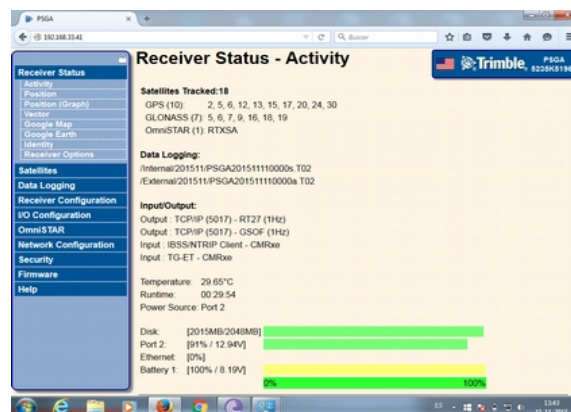 PSGA
192.168.33.41
Buscar
Receiver Status - Activity
Trimble.
PSGA
5235K5196
Receiver Status
Activity
Position
Position (Graph)
Vector
Google Map
Google Earth
Identity
Receiver Options
Satellites
Data Logging
Receiver Configuration
I/O Configuration
OmniSTAR
Network Configuration
Security
Firmware
Help
Satellites Tracked:18
GPS (10): 2, 5, 6, 12, 13, 15, 17, 20, 24, 30
GLONASS (7): 5, 6, 7, 9, 16, 18, 19
OmniSTAR (1): RTXSA
Data Logging:
/Internal/201511/PSGA201511110000s.T02
/External/201511/PSGA201511110000a.T02
Input/Output:
Output : TCP/IP (5017) - RT27 (1Hz)
Output : TCP/IP (5017) - GSOF (1Hz)
Input : IBSS/NTRIP Client - CMRxe
Input : TG-ET - CMRxe
Temperature: 29.65°C
Runtime: 00:29:54
Power Source: Port 2
Disk: [2015MB/2048MB]
Port 2: [91% / 12.94V]
Ethernet: [0%]
Battery 1: [100% / 8.19V]
0% 100%
ES
13:43